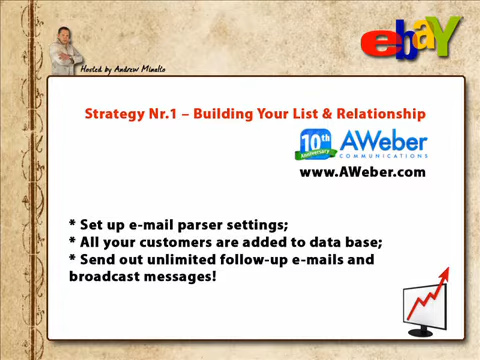 ebay
Hosted by Andrew Minalto
Strategy Nr.1 – Building Your List & Relationship
10th
Anniversary
AWeber
COMMUNICATIONS
www.AWeber.com
* Set up e-mail parser settings;
* All your customers are added to data base;
* Send out unlimited follow-up e-mails and
broadcast messages!